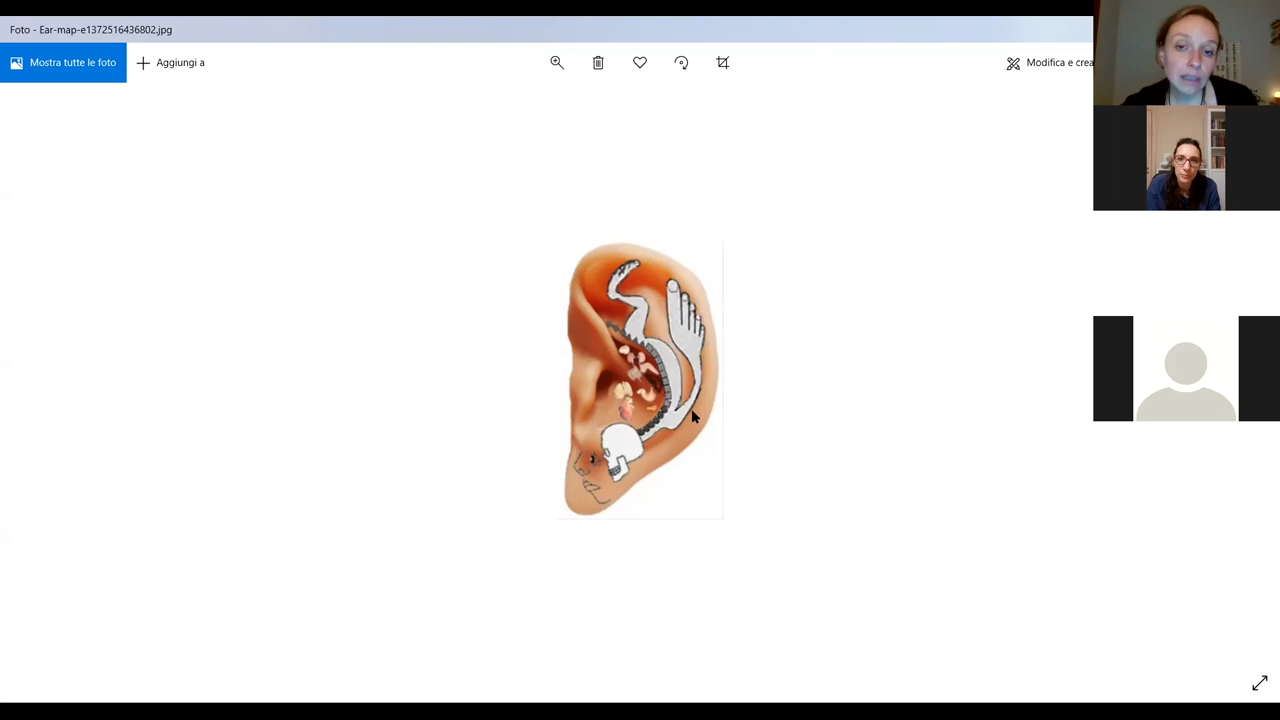 Foto - Ear-map-e1372516436802.jpg
Mostra tutte le foto
Aggiungi a
Modifica e crea